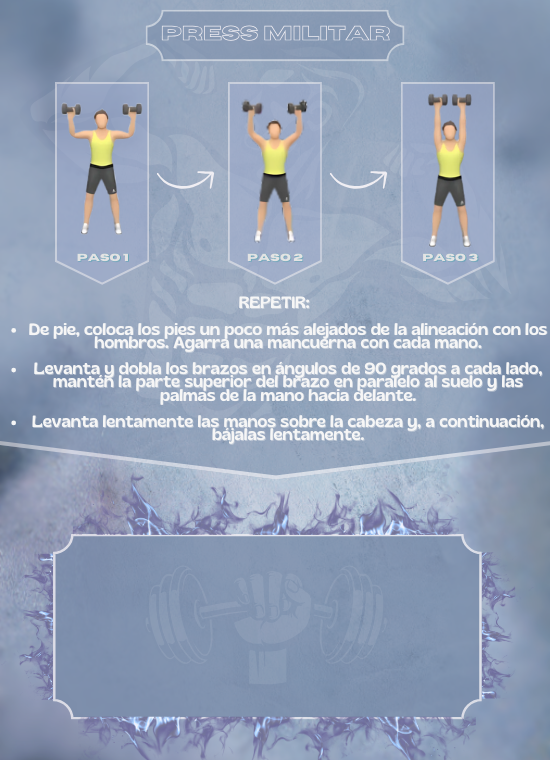 PRESS MILITAR
PASO 1
PASO 2
PASO 3
REPETIR:
• De pie, coloca los pies un poco más alejados de la alineación con los
hombros. Agarra una mancuerna con cada mano.
• Levanta y dobla los brazos en ángulos de 90 grados a cada lado,
mantén la parte superior del brazo en paralelo al suelo y las
palmas de la mano hacia delante.
• Levanta lentamente las manos sobre la cabeza y, a continuación,
bájalas lentamente.